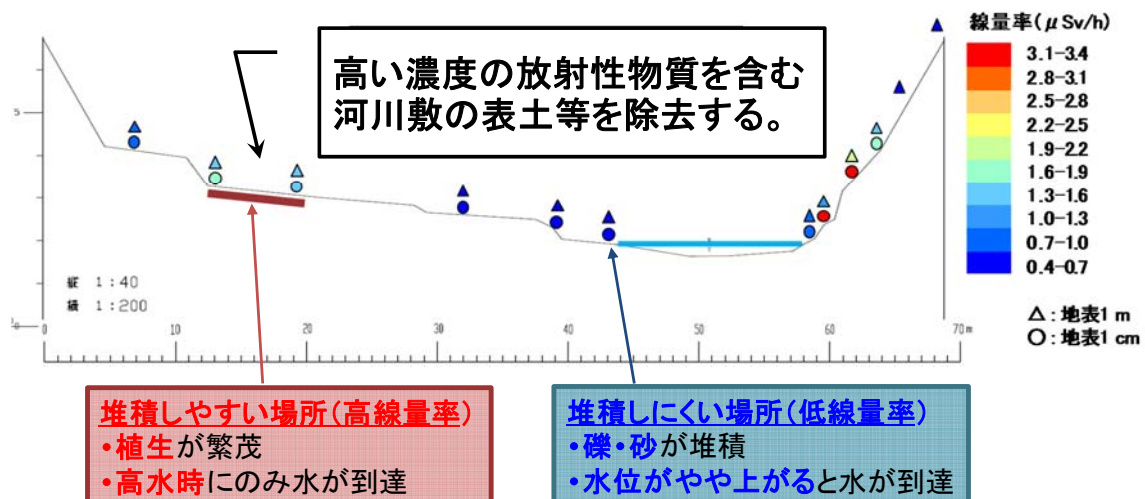 線量率(μSv/h)
高い濃度の放射性物質を含む
河川敷の表土等を除去する。
3.1-3.4
2.8-3.1
2.5-2.8
2.2-2.5
1.9-2.2
1.6-1.9
1.3-1.6
1.0-1.3
0.7-1.0
0.4-0.7
5
縦 1:40
横 1:200
△:地表1 m
○:地表1 cm
0
0 10 20 30 40 50 60 70m
堆積しやすい場所(高線量率)
・植生が繁茂
・高水時にのみ水が到達
堆積しにくい場所(低線量率)
・礫・砂が堆積
・水位がやや上がると水が到達